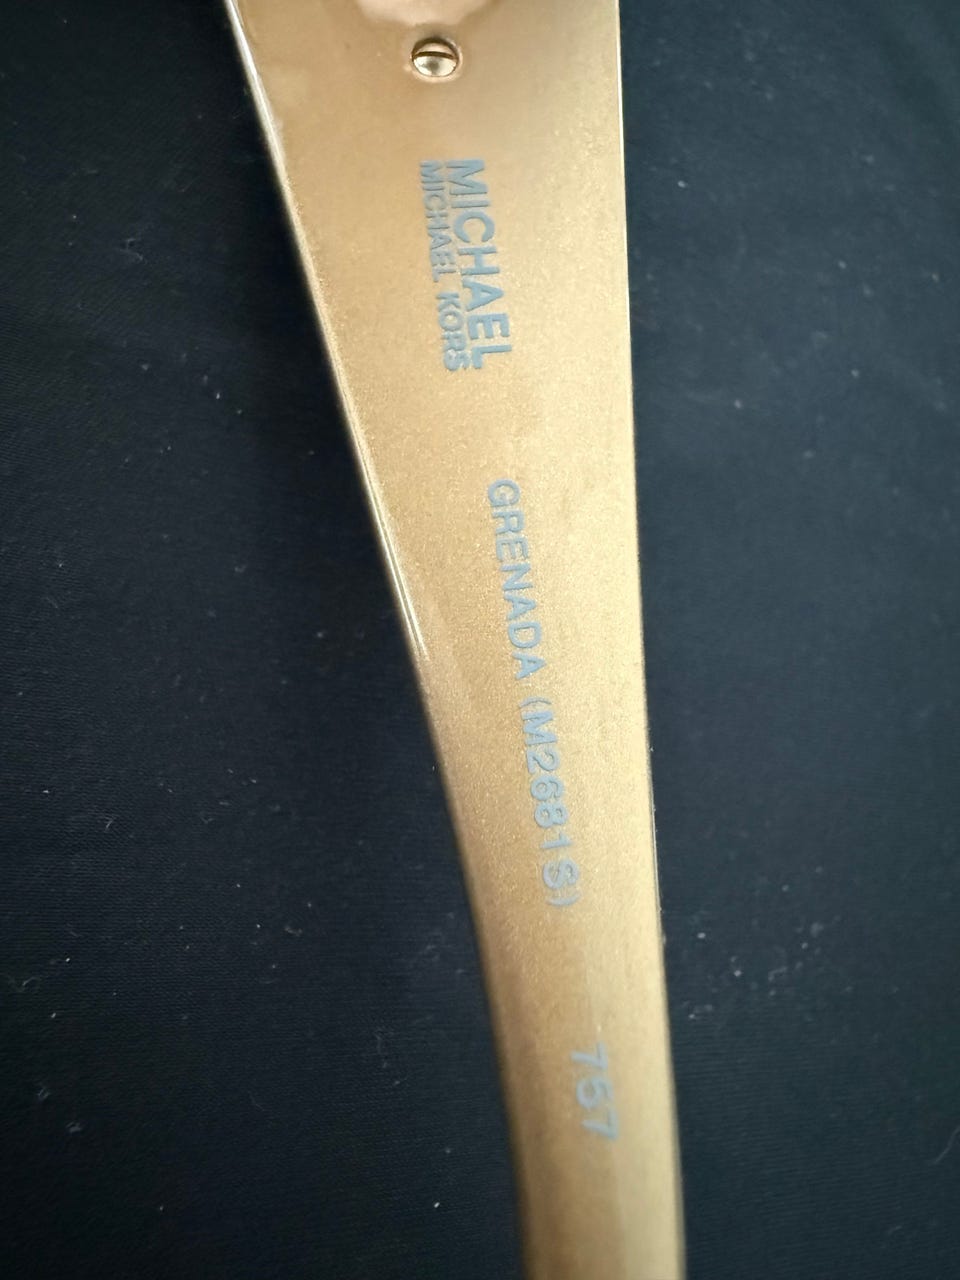 MICHAEL
MICHAEL KORS
GRENADA (M2681S)
757